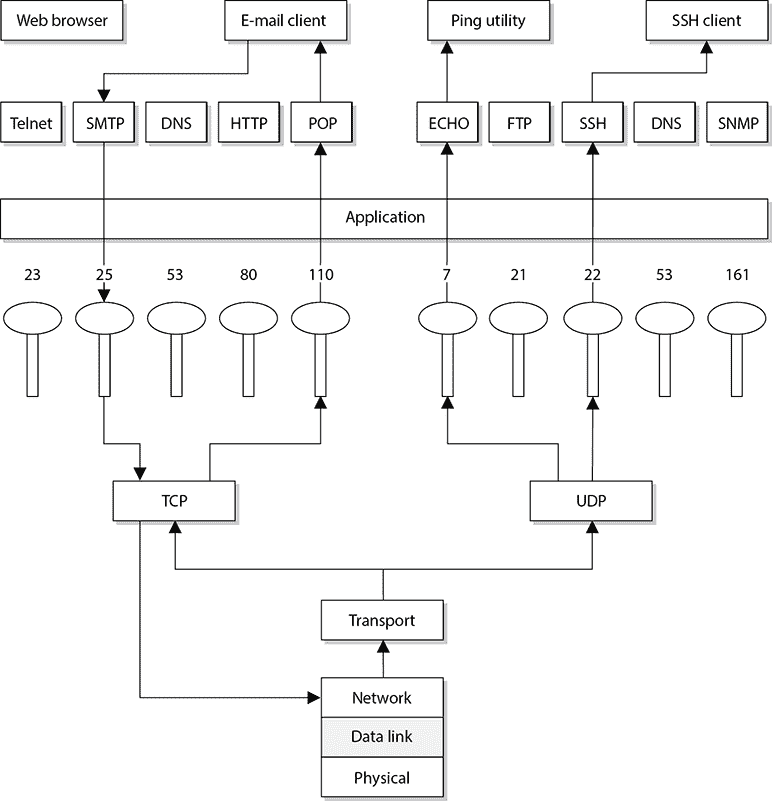 Web browser E-mail client Ping utility SSH client
Telnet SMTP DNS HTTP POP ECHO FTP SSH DNS SNMP
Application
23 25 53 80 110 7 21 22 53 161
TCP UDP
Transport
Network
Data link
Physical